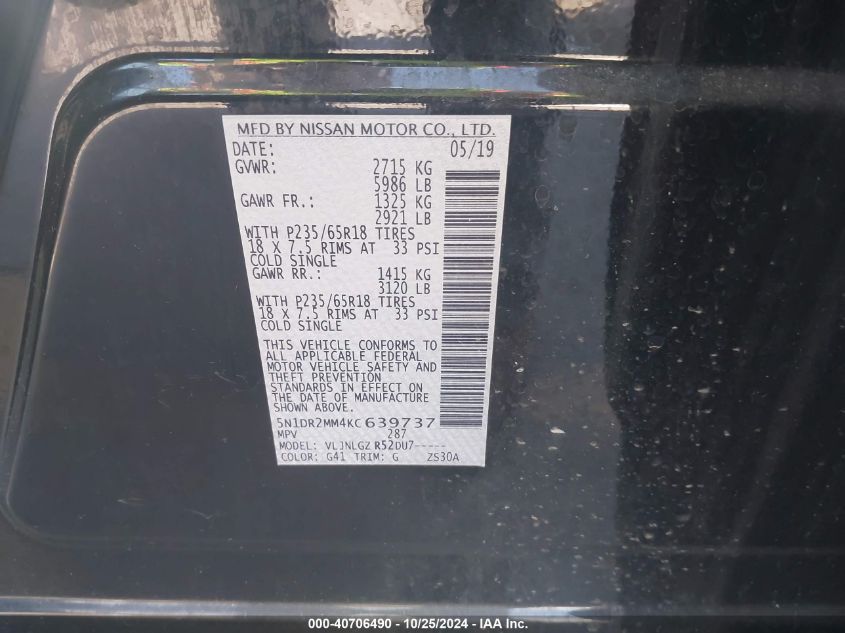 MFD BY NISSAN MOTOR CO., LTD.
DATE: 05/19
GVWR: 2715 KG
5986 LB
GAWR FR.: 1325 KG
2921 LB
WITH P235/65R18 TIRES
18 X 7.5 RIMS AT 33 PSI
COLD SINGLE
GAWR RR.: 1415 KG
3120 LB
WITH P235/65R18 TIRES
18 X 7.5 RIMS AT 33 PSI
COLD SINGLE
THIS VEHICLE CONFORMS TO
ALL APPLICABLE FEDERAL
MOTOR VEHICLE SAFETY AND
THEFT PREVENTION
STANDARDS IN EFFECT ON
THE DATE OF MANUFACTURE
SHOWN ABOVE.
5N1DR2MM4KC639737
MPV 287
MODEL: VLJNLGZ R52DU7-----
COLOR: G41 TRIM: G ZS30A
000-40706490 - 10/25/2024 - IAA Inc.